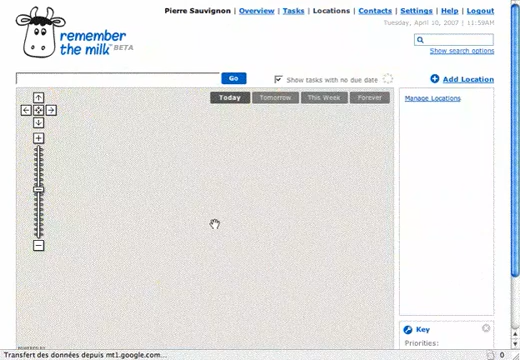 Pierre Sauvignon | Overview | Tasks | Locations | Contacts | Settings | Help | Logout
Tuesday, April 10, 2007 | 11:58AM
remember
the milk™ BETA
Show search options
Go
Show tasks with no due date
Add Location
Today
Tomorrow
This Week
Forever
Manage Locations
Key
Priorities:
Transfert des données depuis mt1.google.com...
0